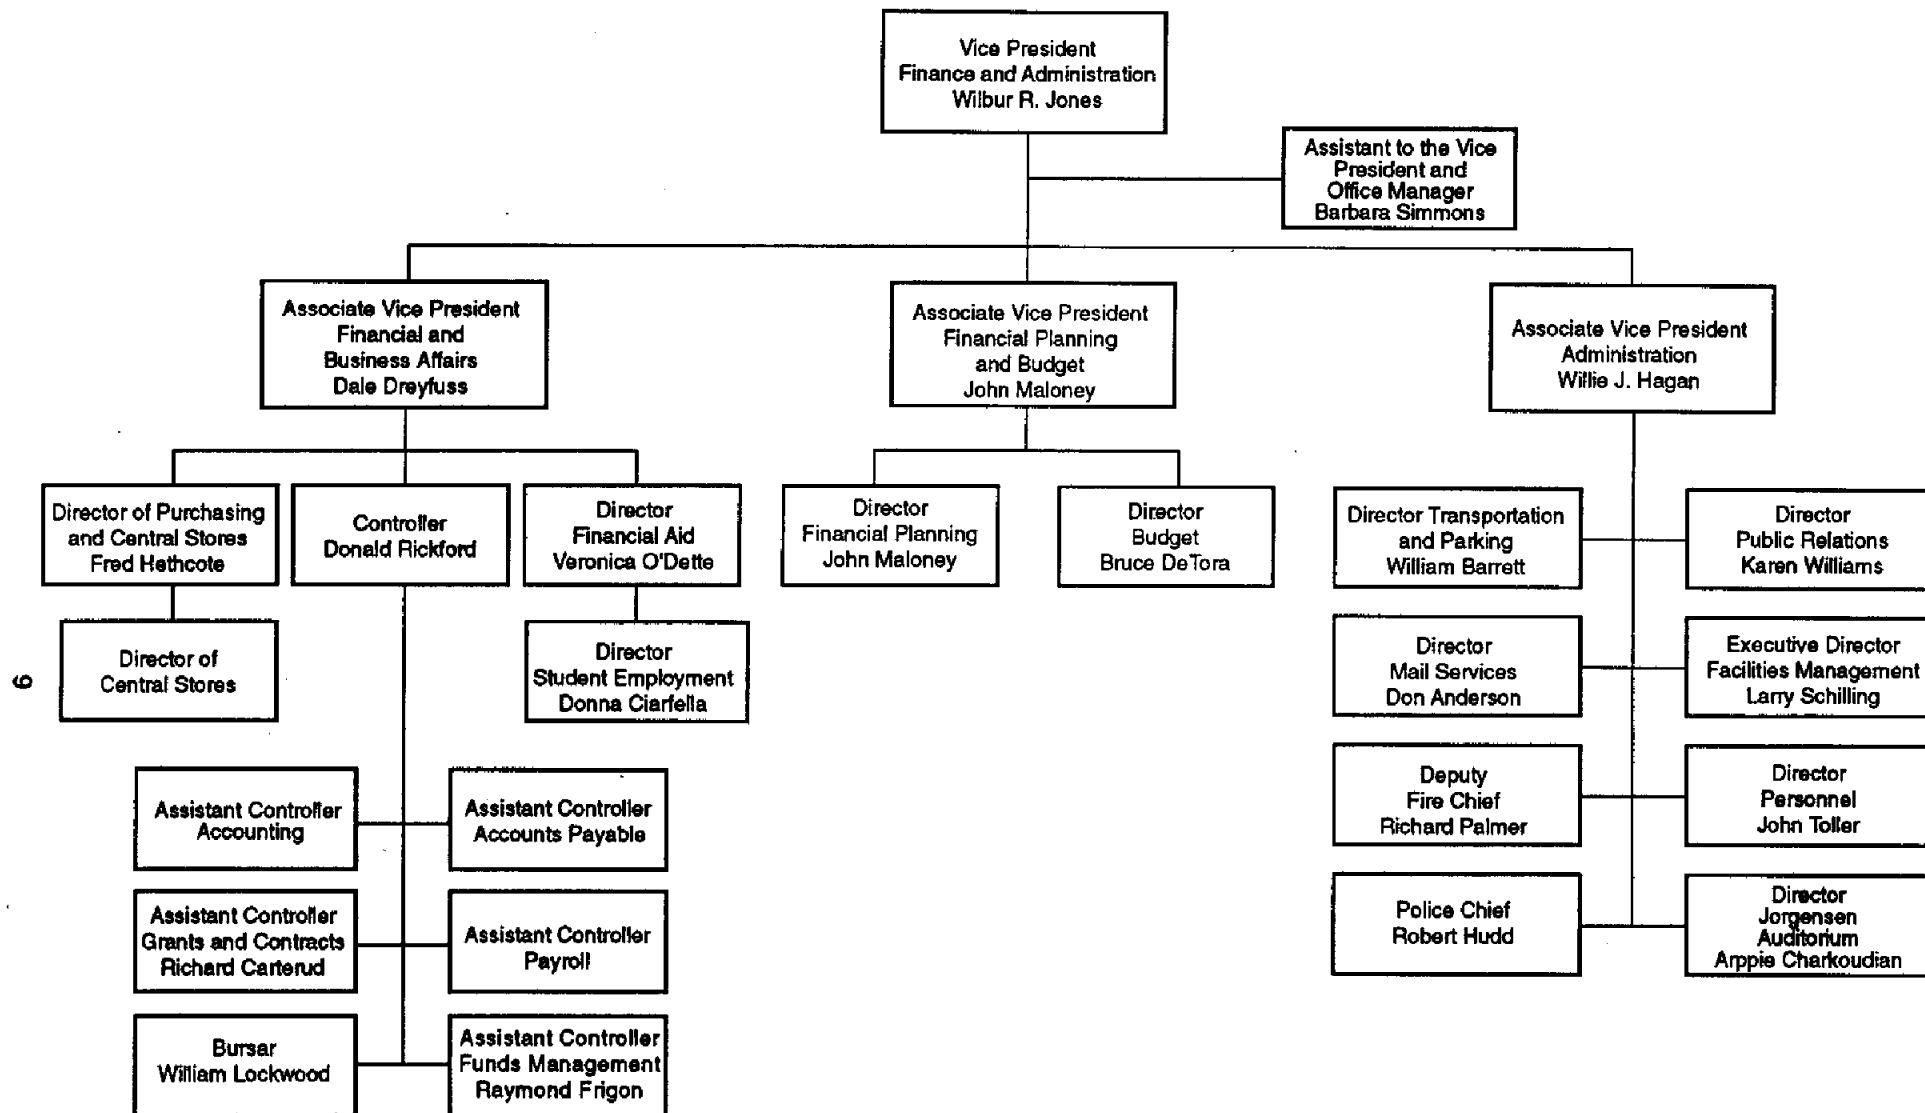 Vice President
Finance and Administration
Wilbur R. Jones
Assistant to the Vice
President and
Office Manager
Barbara Simmons
Associate Vice President
Financial and
Business Affairs
Dale Dreyfuss
Associate Vice President
Financial Planning
and Budget
John Maloney
Associate Vice President
Administration
Willie J. Hagan
Director of Purchasing
and Central Stores
Fred Hethcote
Controller
Donald Rickford
Director
Financial Aid
Veronica O'Dette
Director
Financial Planning
John Maloney
Director
Budget
Bruce DeTora
Director Transportation
and Parking
William Barrett
Director
Public Relations
Karen Williams
Director of
Central Stores
Director
Student Employment
Donna Ciarfella
Director
Mail Services
Don Anderson
Executive Director
Facilities Management
Larry Schilling
9
Assistant Controller
Accounting
Assistant Controller
Accounts Payable
Deputy
Fire Chief
Richard Palmer
Director
Personnel
John Toller
Assistant Controller
Grants and Contracts
Richard Carterud
Assistant Controller
Payroll
Police Chief
Robert Hudd
Director
Jorgensen
Auditorium
Arppie Charkoudian
Bursar
William Lockwood
Assistant Controller
Funds Management
Raymond Frigon